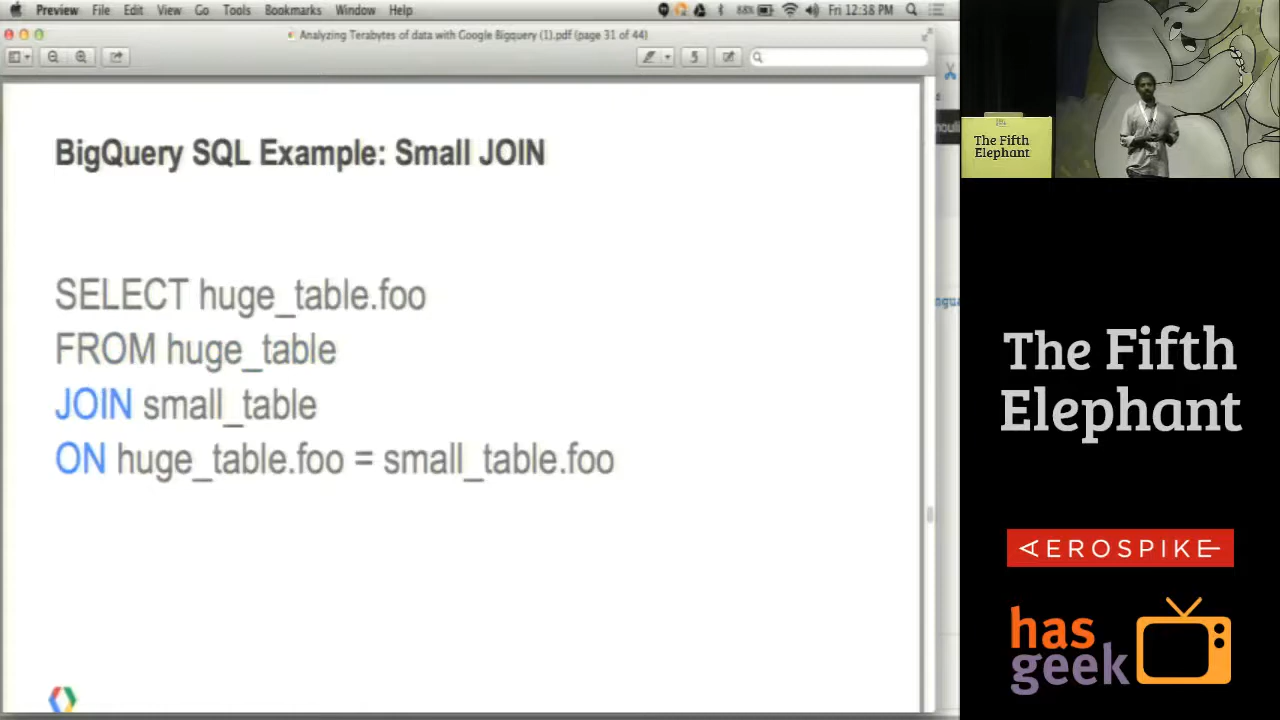 Preview File Edit View Go Tools Bookmarks Window Help
88% Fri 12:38 PM
Analyzing Terabytes of data with Google Bigquery (1).pdf (page 31 of 44)
BigQuery SQL Example: Small JOIN
SELECT huge_table.foo
FROM huge_table
JOIN small_table
ON huge_table.foo = small_table.foo
The Fifth
Elephant
The Fifth
Elephant
AEROSPIKE
has
geek